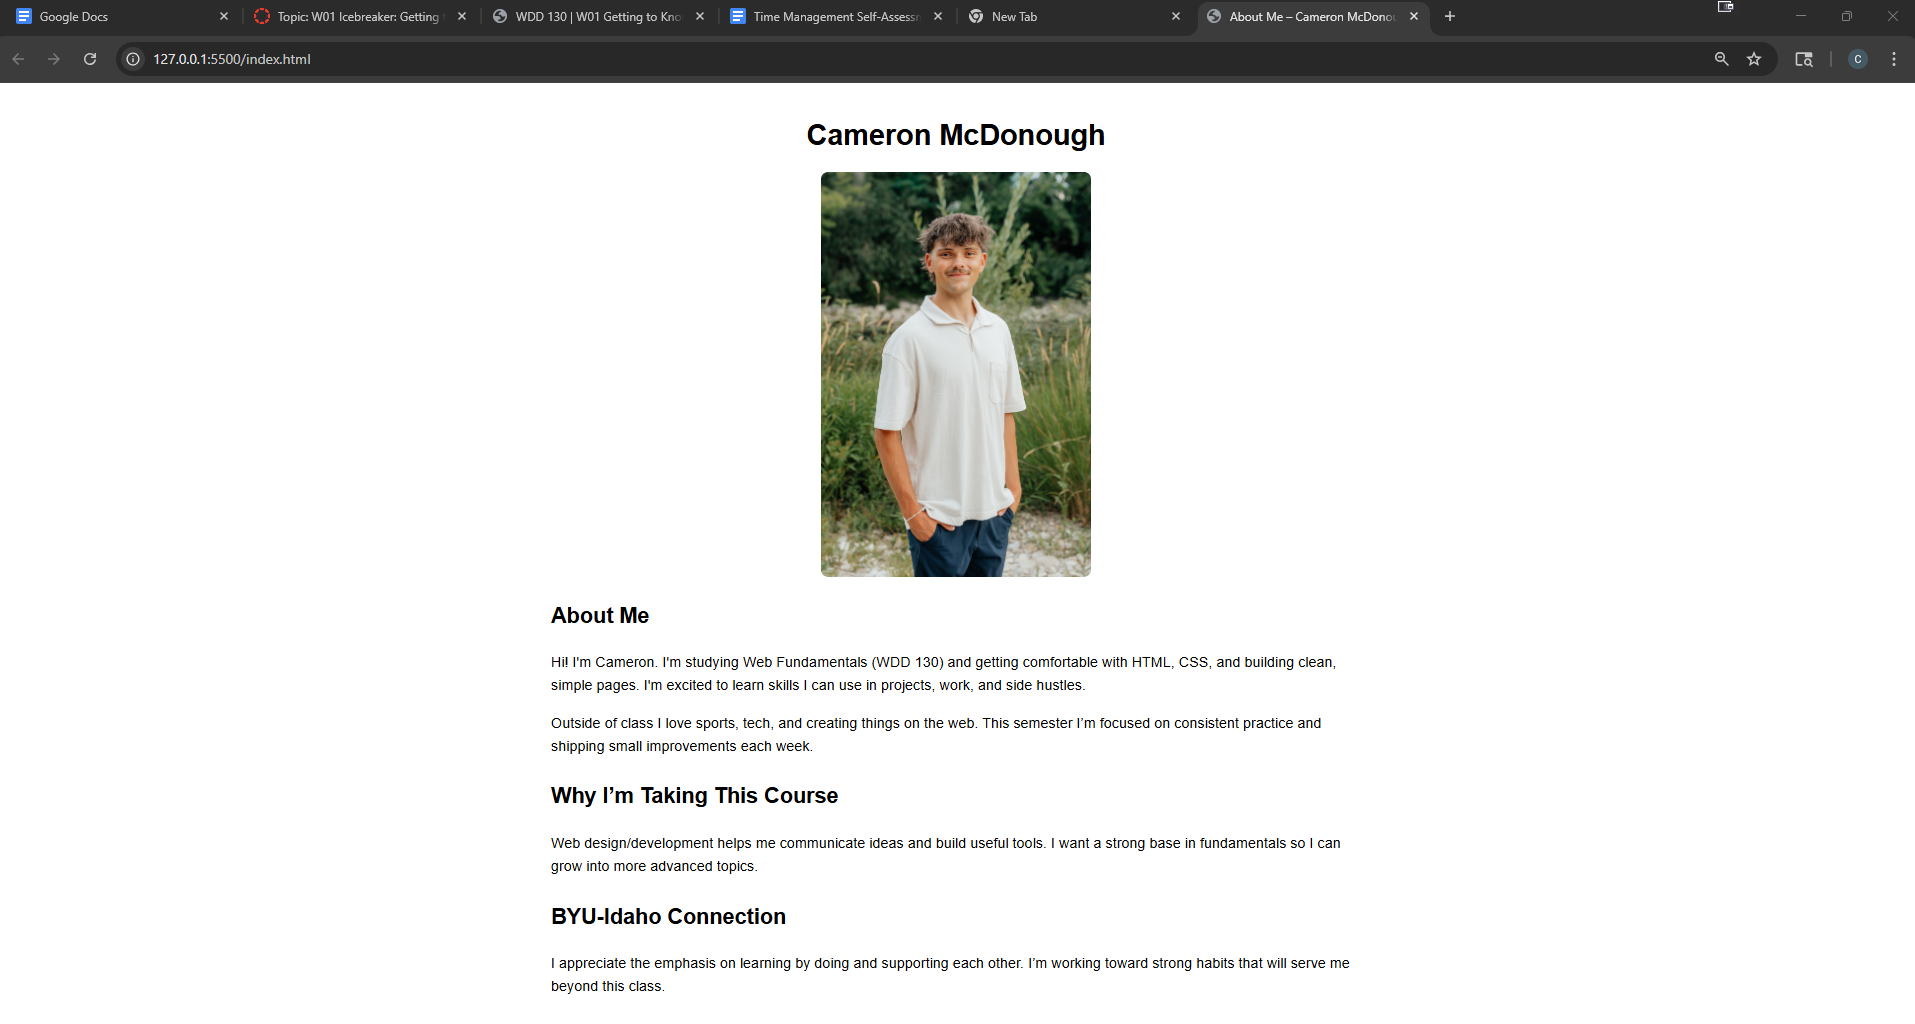 Google Docs
Topic: W01 Icebreaker: Getting
WDD 130 | W01 Getting to Kno
Time Management Self-Assessm
New Tab
About Me – Cameron McDonou
127.0.0.1:5500/index.html
C
Cameron McDonough
About Me
Hi! I'm Cameron. I'm studying Web Fundamentals (WDD 130) and getting comfortable with HTML, CSS, and building clean,
simple pages. I'm excited to learn skills I can use in projects, work, and side hustles.
Outside of class I love sports, tech, and creating things on the web. This semester I’m focused on consistent practice and
shipping small improvements each week.
Why I’m Taking This Course
Web design/development helps me communicate ideas and build useful tools. I want a strong base in fundamentals so I can
grow into more advanced topics.
BYU-Idaho Connection
I appreciate the emphasis on learning by doing and supporting each other. I’m working toward strong habits that will serve me
beyond this class.